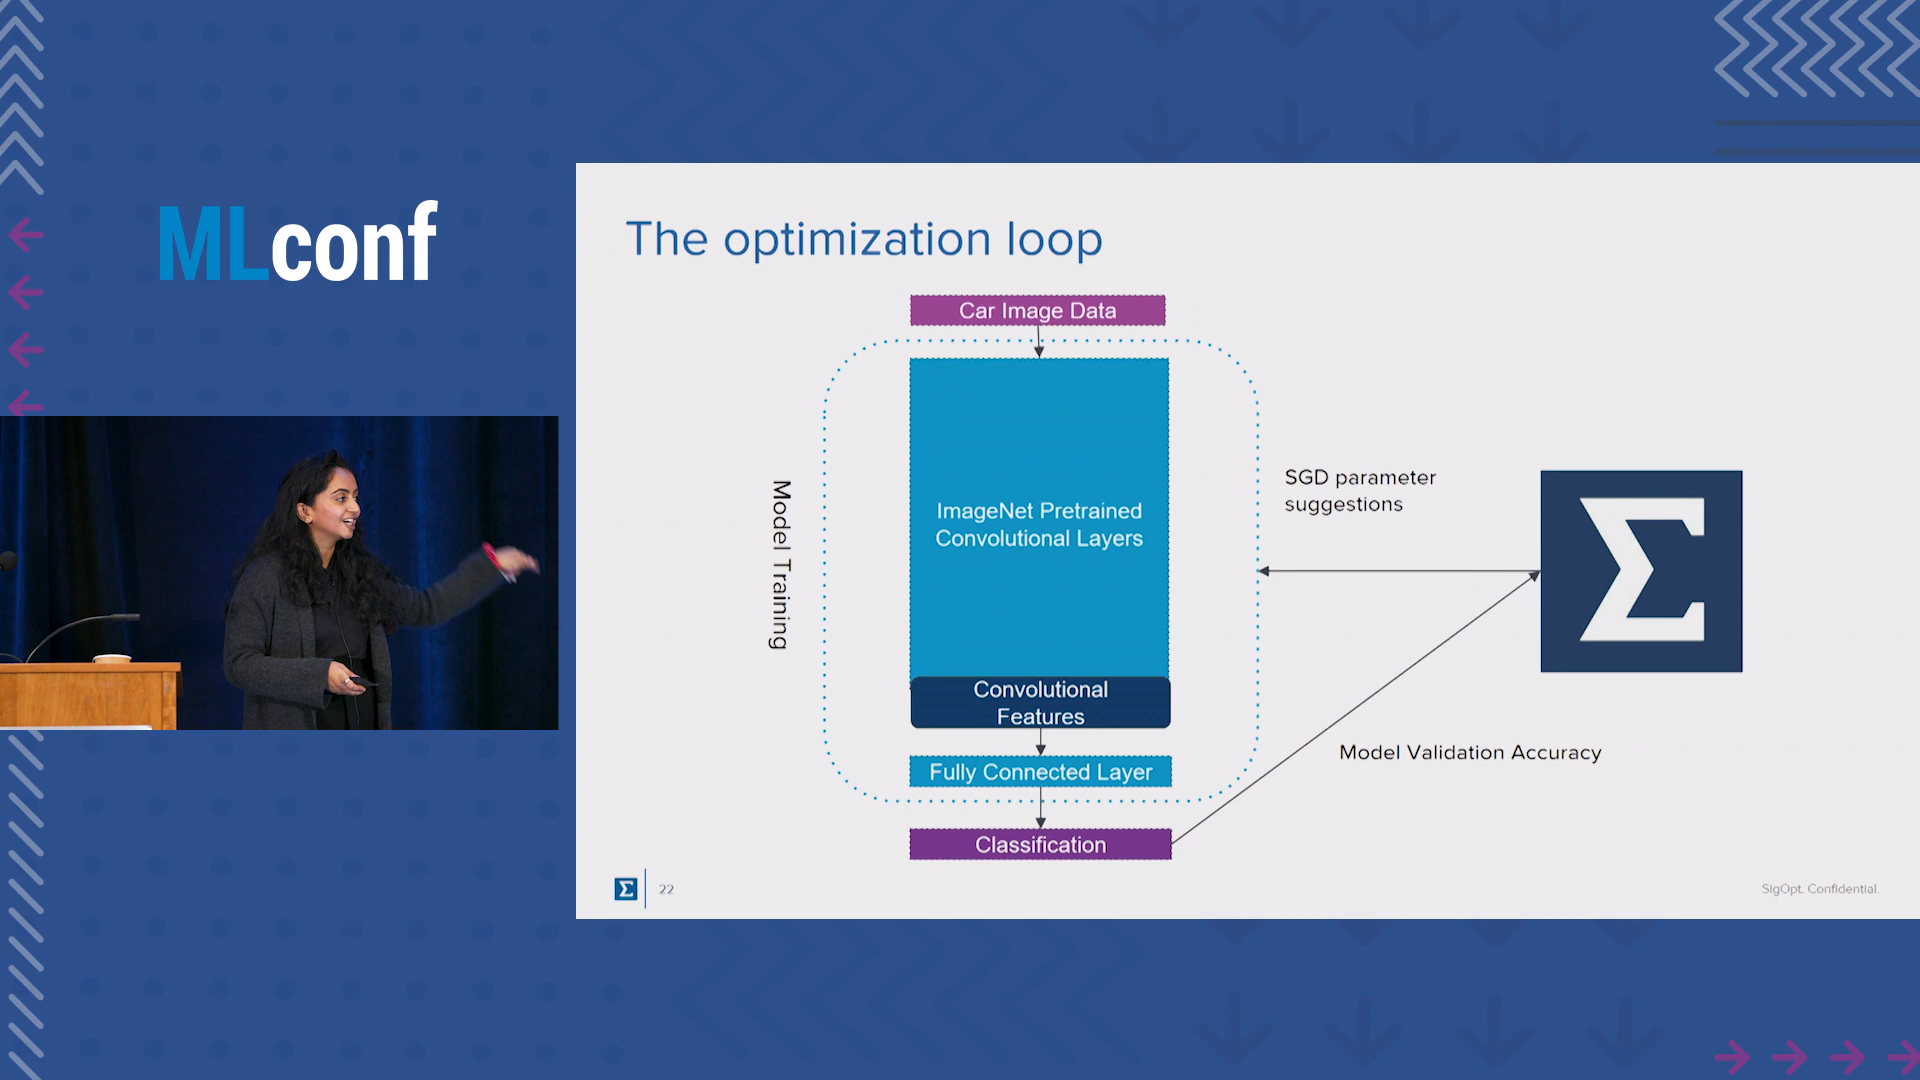 MLconf
The optimization loop
Car Image Data
Model Training
ImageNet Pretrained
Convolutional Layers
SGD parameter
suggestions
Σ
Convolutional
Features
Fully Connected Layer
Model Validation Accuracy
Classification
Σ
22
SigOpt. Confidential.